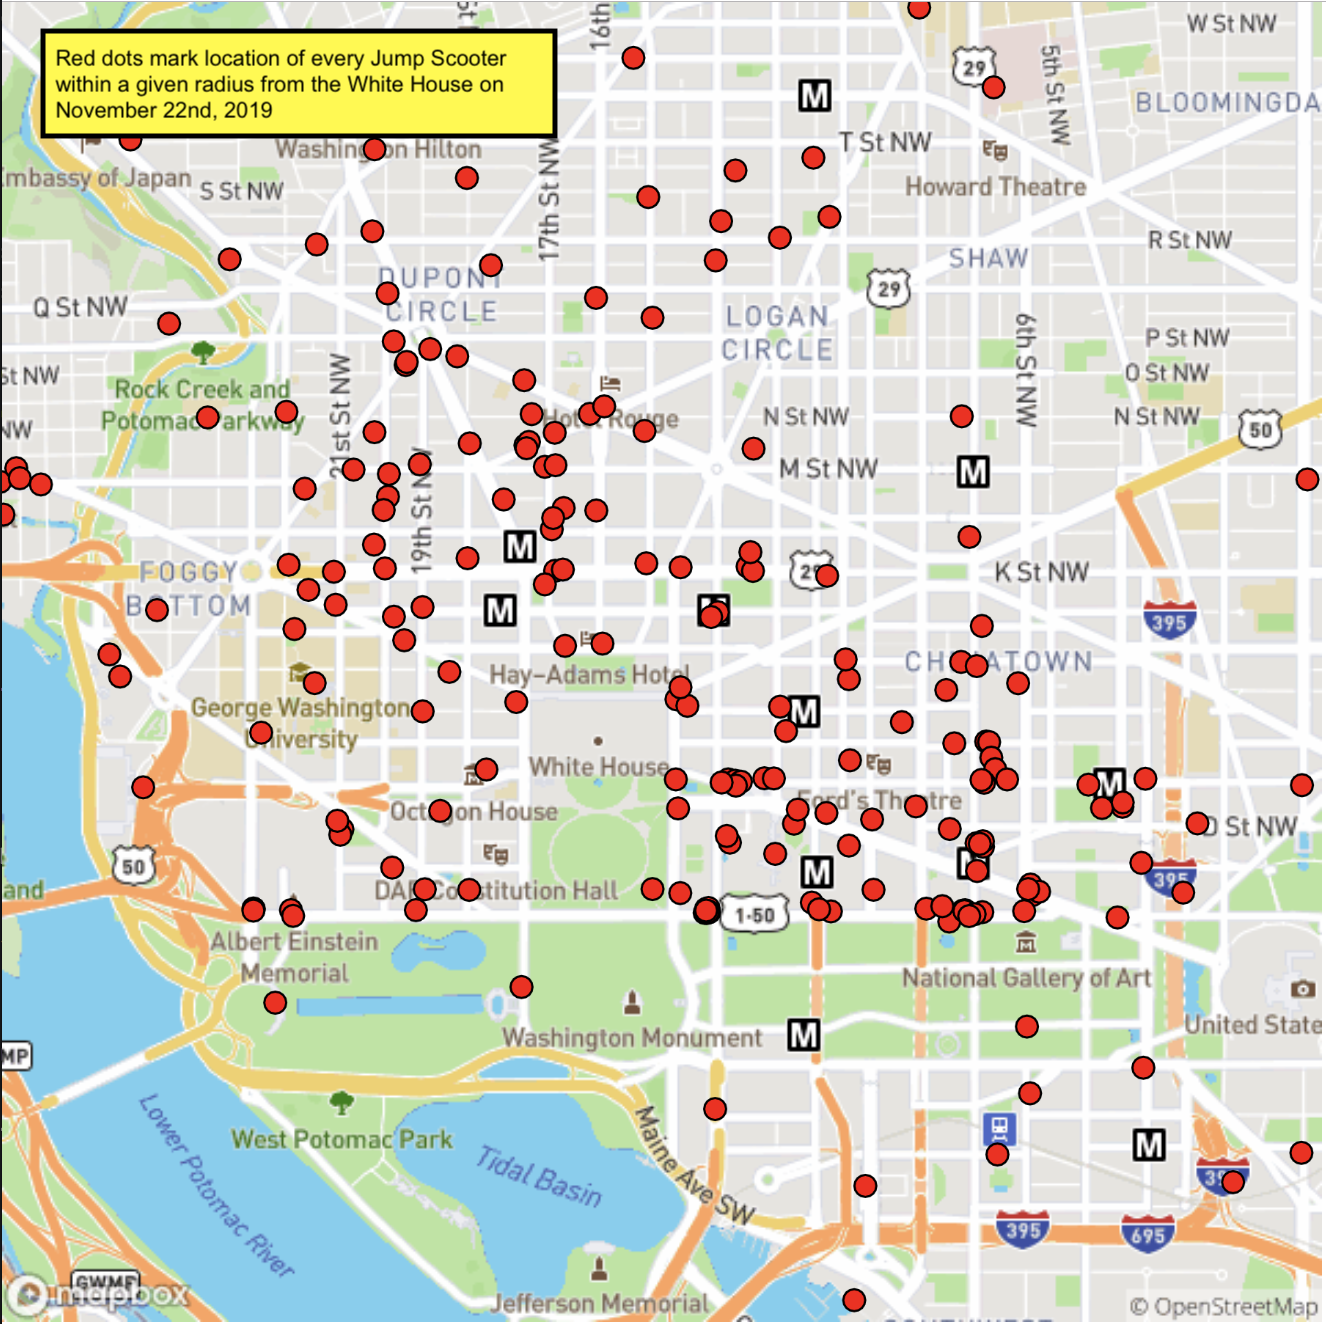 Red dots mark location of every Jump Scooter
within a given radius from the White House on
November 22nd, 2019
16th
W St NW
29
5th St NW
BLOOMINGDA
M
T St NW
Washington Hilton
Embassy of Japan
S St NW
17th St NW
Howard Theatre
R St NW
SHAW
DUPONT
CIRCLE
29
Q St NW
LOGAN
CIRCLE
6th St NW
P St NW
O St NW
St NW
21st St NW
Rock Creek and
Potomac Parkway
Hotel Rouge
N St NW
N St NW
50
NW
M St NW
M
19th St NW
M
FOGGY
BOTTOM
29
K St NW
M
M
395
CHINATOWN
Hay-Adams Hotel
George Washington
University
M
White House
M
Octagon House
Ford's Theatre
D St NW
50
M
M
395
and
DAR Constitution Hall
1-50
Albert Einstein
Memorial
National Gallery of Art
Washington Monument
M
United State
MP
Lower Potomac River
West Potomac Park
Tidal Basin
Maine Ave SW
M
395
395
695
GWMP
mapbox
Jefferson Memorial
© OpenStreetMap